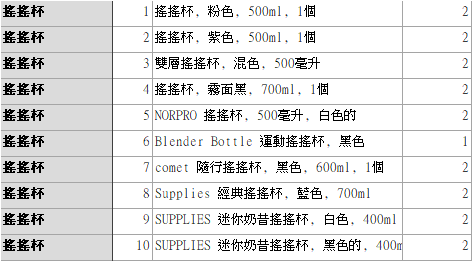 搖搖杯 1 搖搖杯, 粉色, 500ml, 1個 2
搖搖杯 2 搖搖杯, 紫色, 500ml, 1個 2
搖搖杯 3 雙層搖搖杯, 混色, 500毫升 2
搖搖杯 4 搖搖杯, 霧面黑, 700ml, 1個 2
搖搖杯 5 NORPRO 搖搖杯, 500毫升, 白色的 2
搖搖杯 6 Blender Bottle 運動搖搖杯, 黑色 1
搖搖杯 7 comet 隨行搖搖杯, 黑色, 600ml, 1個 2
搖搖杯 8 Supplies 經典搖搖杯, 藍色, 700ml 2
搖搖杯 9 SUPPLIES 迷你奶昔搖搖杯, 白色, 400ml 2
搖搖杯 10 SUPPLIES 迷你奶昔搖搖杯, 黑色的, 400m 2